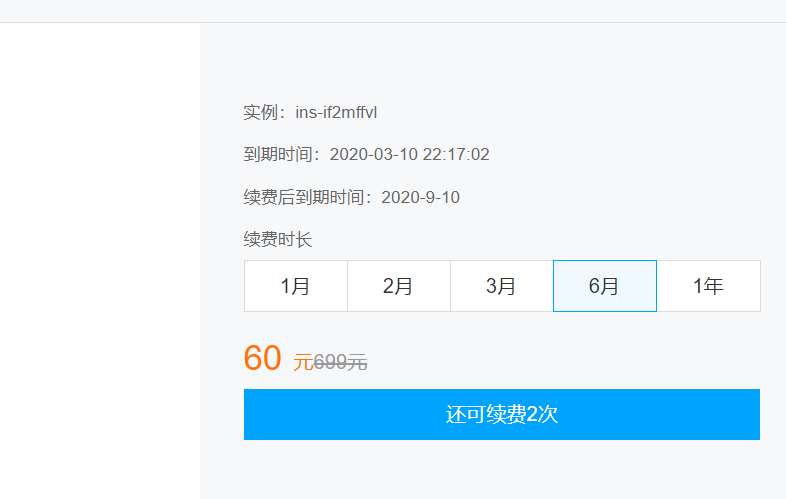 实例：ins-if2mffvl
到期时间：2020-03-10 22:17:02
续费后到期时间：2020-9-10
续费时长
1月 2月 3月 6月 1年
60 元699元
还可续费2次